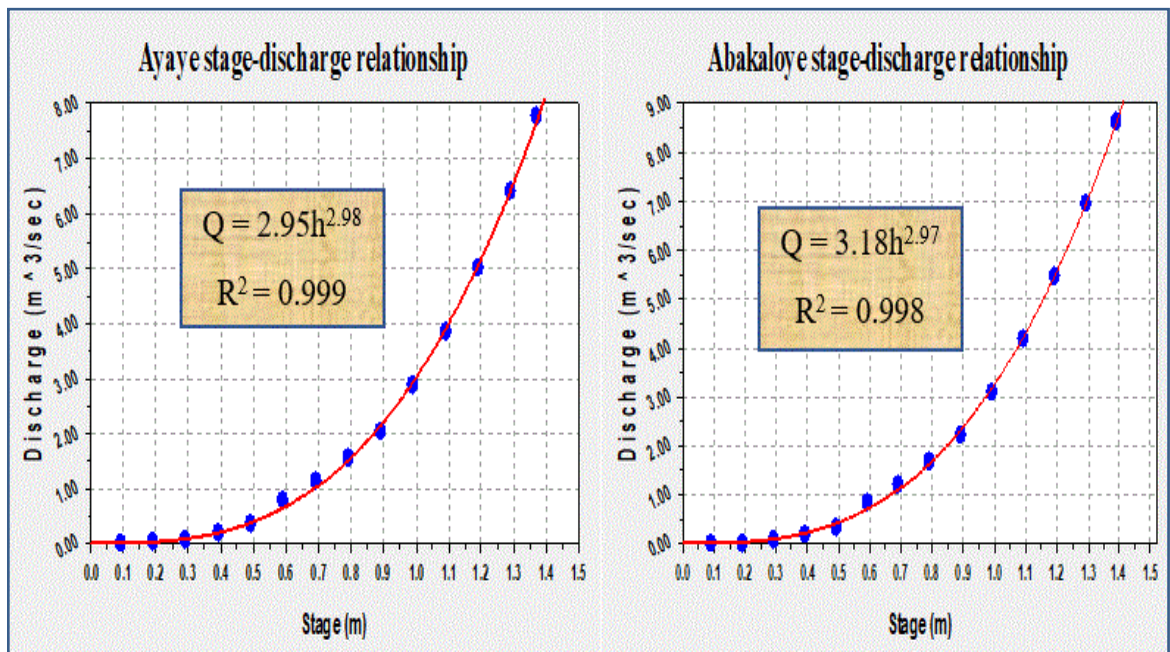 Ayaye stage-discharge relationship
8.00
7.00
6.00
5.00
4.00
3.00
2.00
1.00
0.00
Discharge (m^3/sec)
Q = 2.95h^2.98
R² = 0.999
0.0 0.1 0.2 0.3 0.4 0.5 0.6 0.7 0.8 0.9 1.0 1.1 1.2 1.3 1.4 1.5
Stage (m)
Abakaloye stage-discharge relationship
9.00
8.00
7.00
6.00
5.00
4.00
3.00
2.00
1.00
0.00
Discharge (m^3/sec)
Q = 3.18h^2.97
R² = 0.998
0.0 0.1 0.2 0.3 0.4 0.5 0.6 0.7 0.8 0.9 1.0 1.1 1.2 1.3 1.4 1.5
Stage (m)